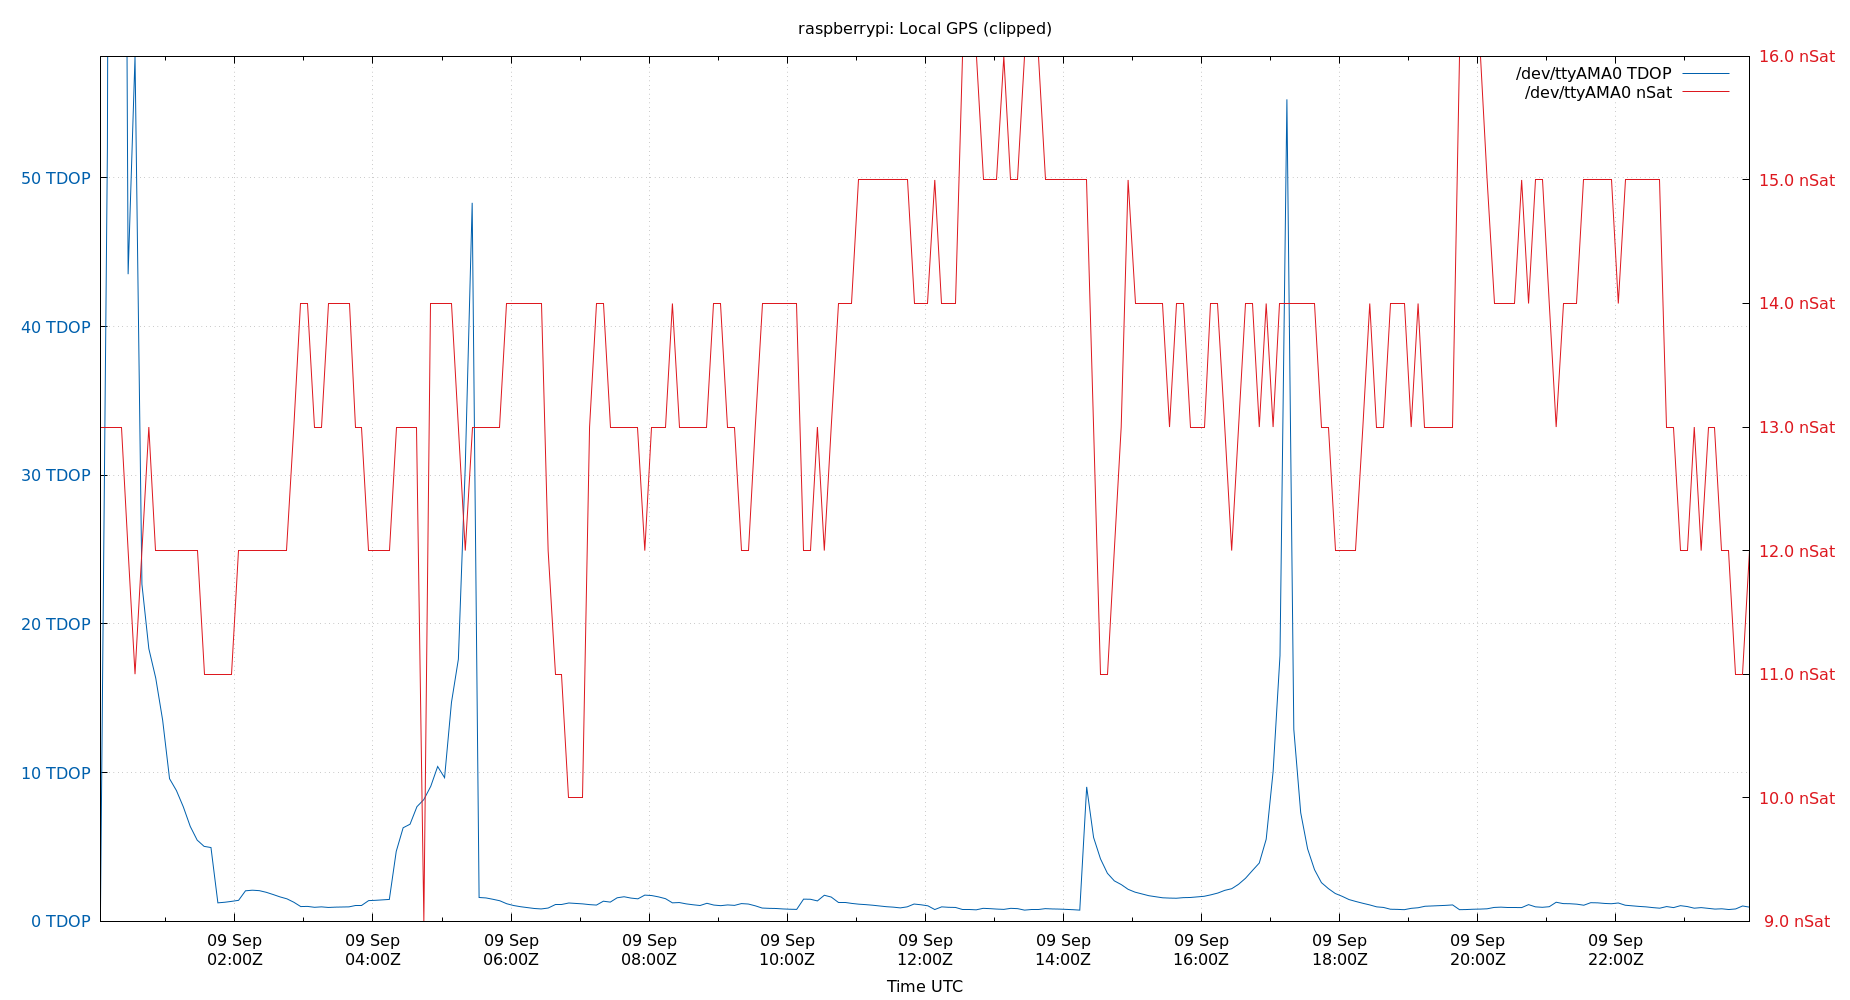 raspberrypi: Local GPS (clipped)
/dev/ttyAMA0 TDOP
/dev/ttyAMA0 nSat
50 TDOP
40 TDOP
30 TDOP
20 TDOP
10 TDOP
0 TDOP
16.0 nSat
15.0 nSat
14.0 nSat
13.0 nSat
12.0 nSat
11.0 nSat
10.0 nSat
9.0 nSat
09 Sep 09 Sep 09 Sep 09 Sep 09 Sep 09 Sep 09 Sep 09 Sep 09 Sep 09 Sep 09 Sep
02:00Z 04:00Z 06:00Z 08:00Z 10:00Z 12:00Z 14:00Z 16:00Z 18:00Z 20:00Z 22:00Z
Time UTC